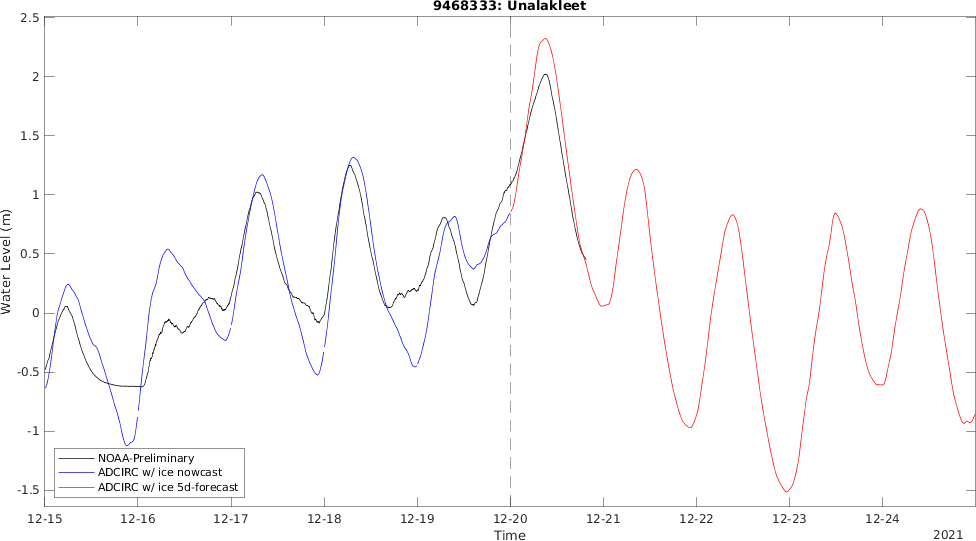 9468333: Unalakleet
2.5
2
1.5
1
0.5
0
-0.5
-1
-1.5
Water Level (m)
NOAA-Preliminary
ADCIRC w/ ice nowcast
ADCIRC w/ ice 5d-forecast
12-15 12-16 12-17 12-18 12-19 12-20 12-21 12-22 12-23 12-24
Time
2021